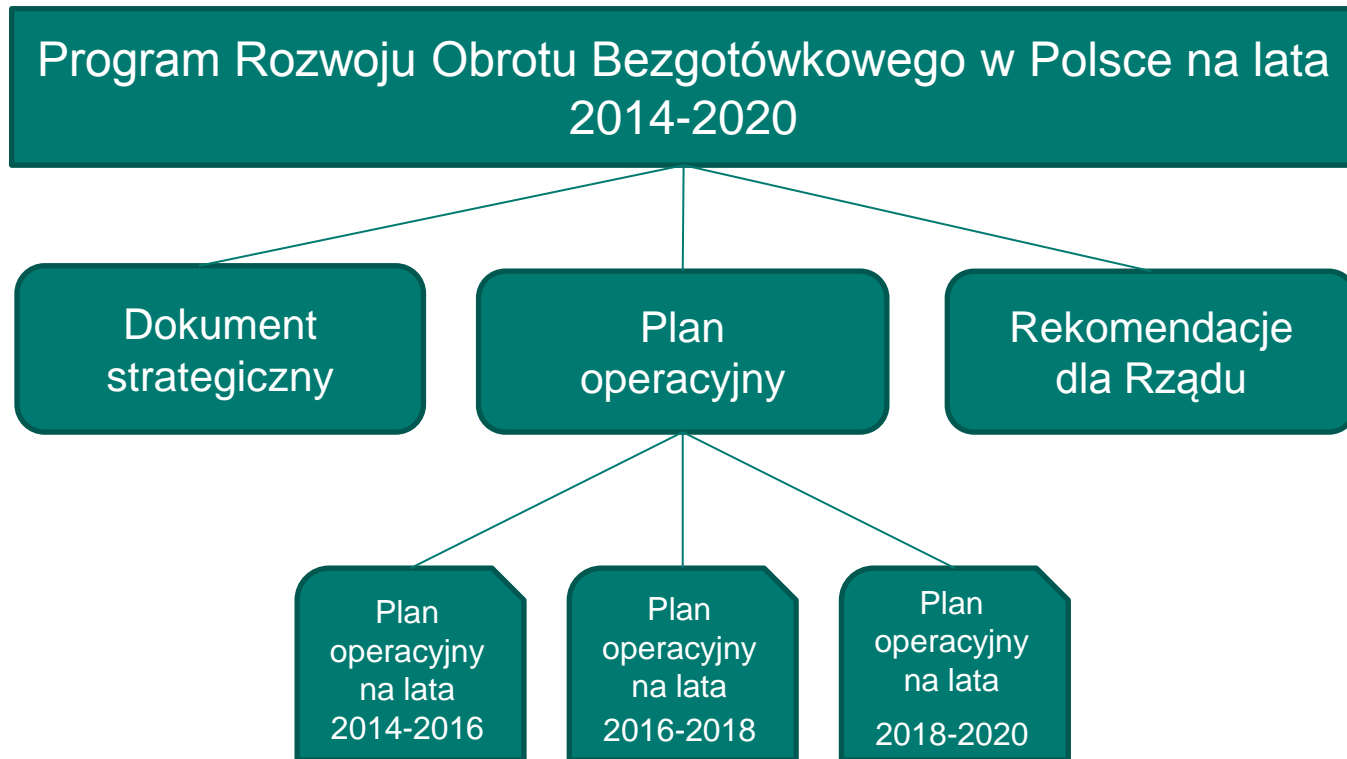 Program Rozwoju Obrotu Bezgotówkowego w Polsce na lata
2014-2020
Dokument
strategiczny
Plan
operacyjny
Rekomendacje
dla Rządu
Plan
operacyjny
na lata
2014-2016
Plan
operacyjny
na lata
2016-2018
Plan
operacyjny
na lata
2018-2020